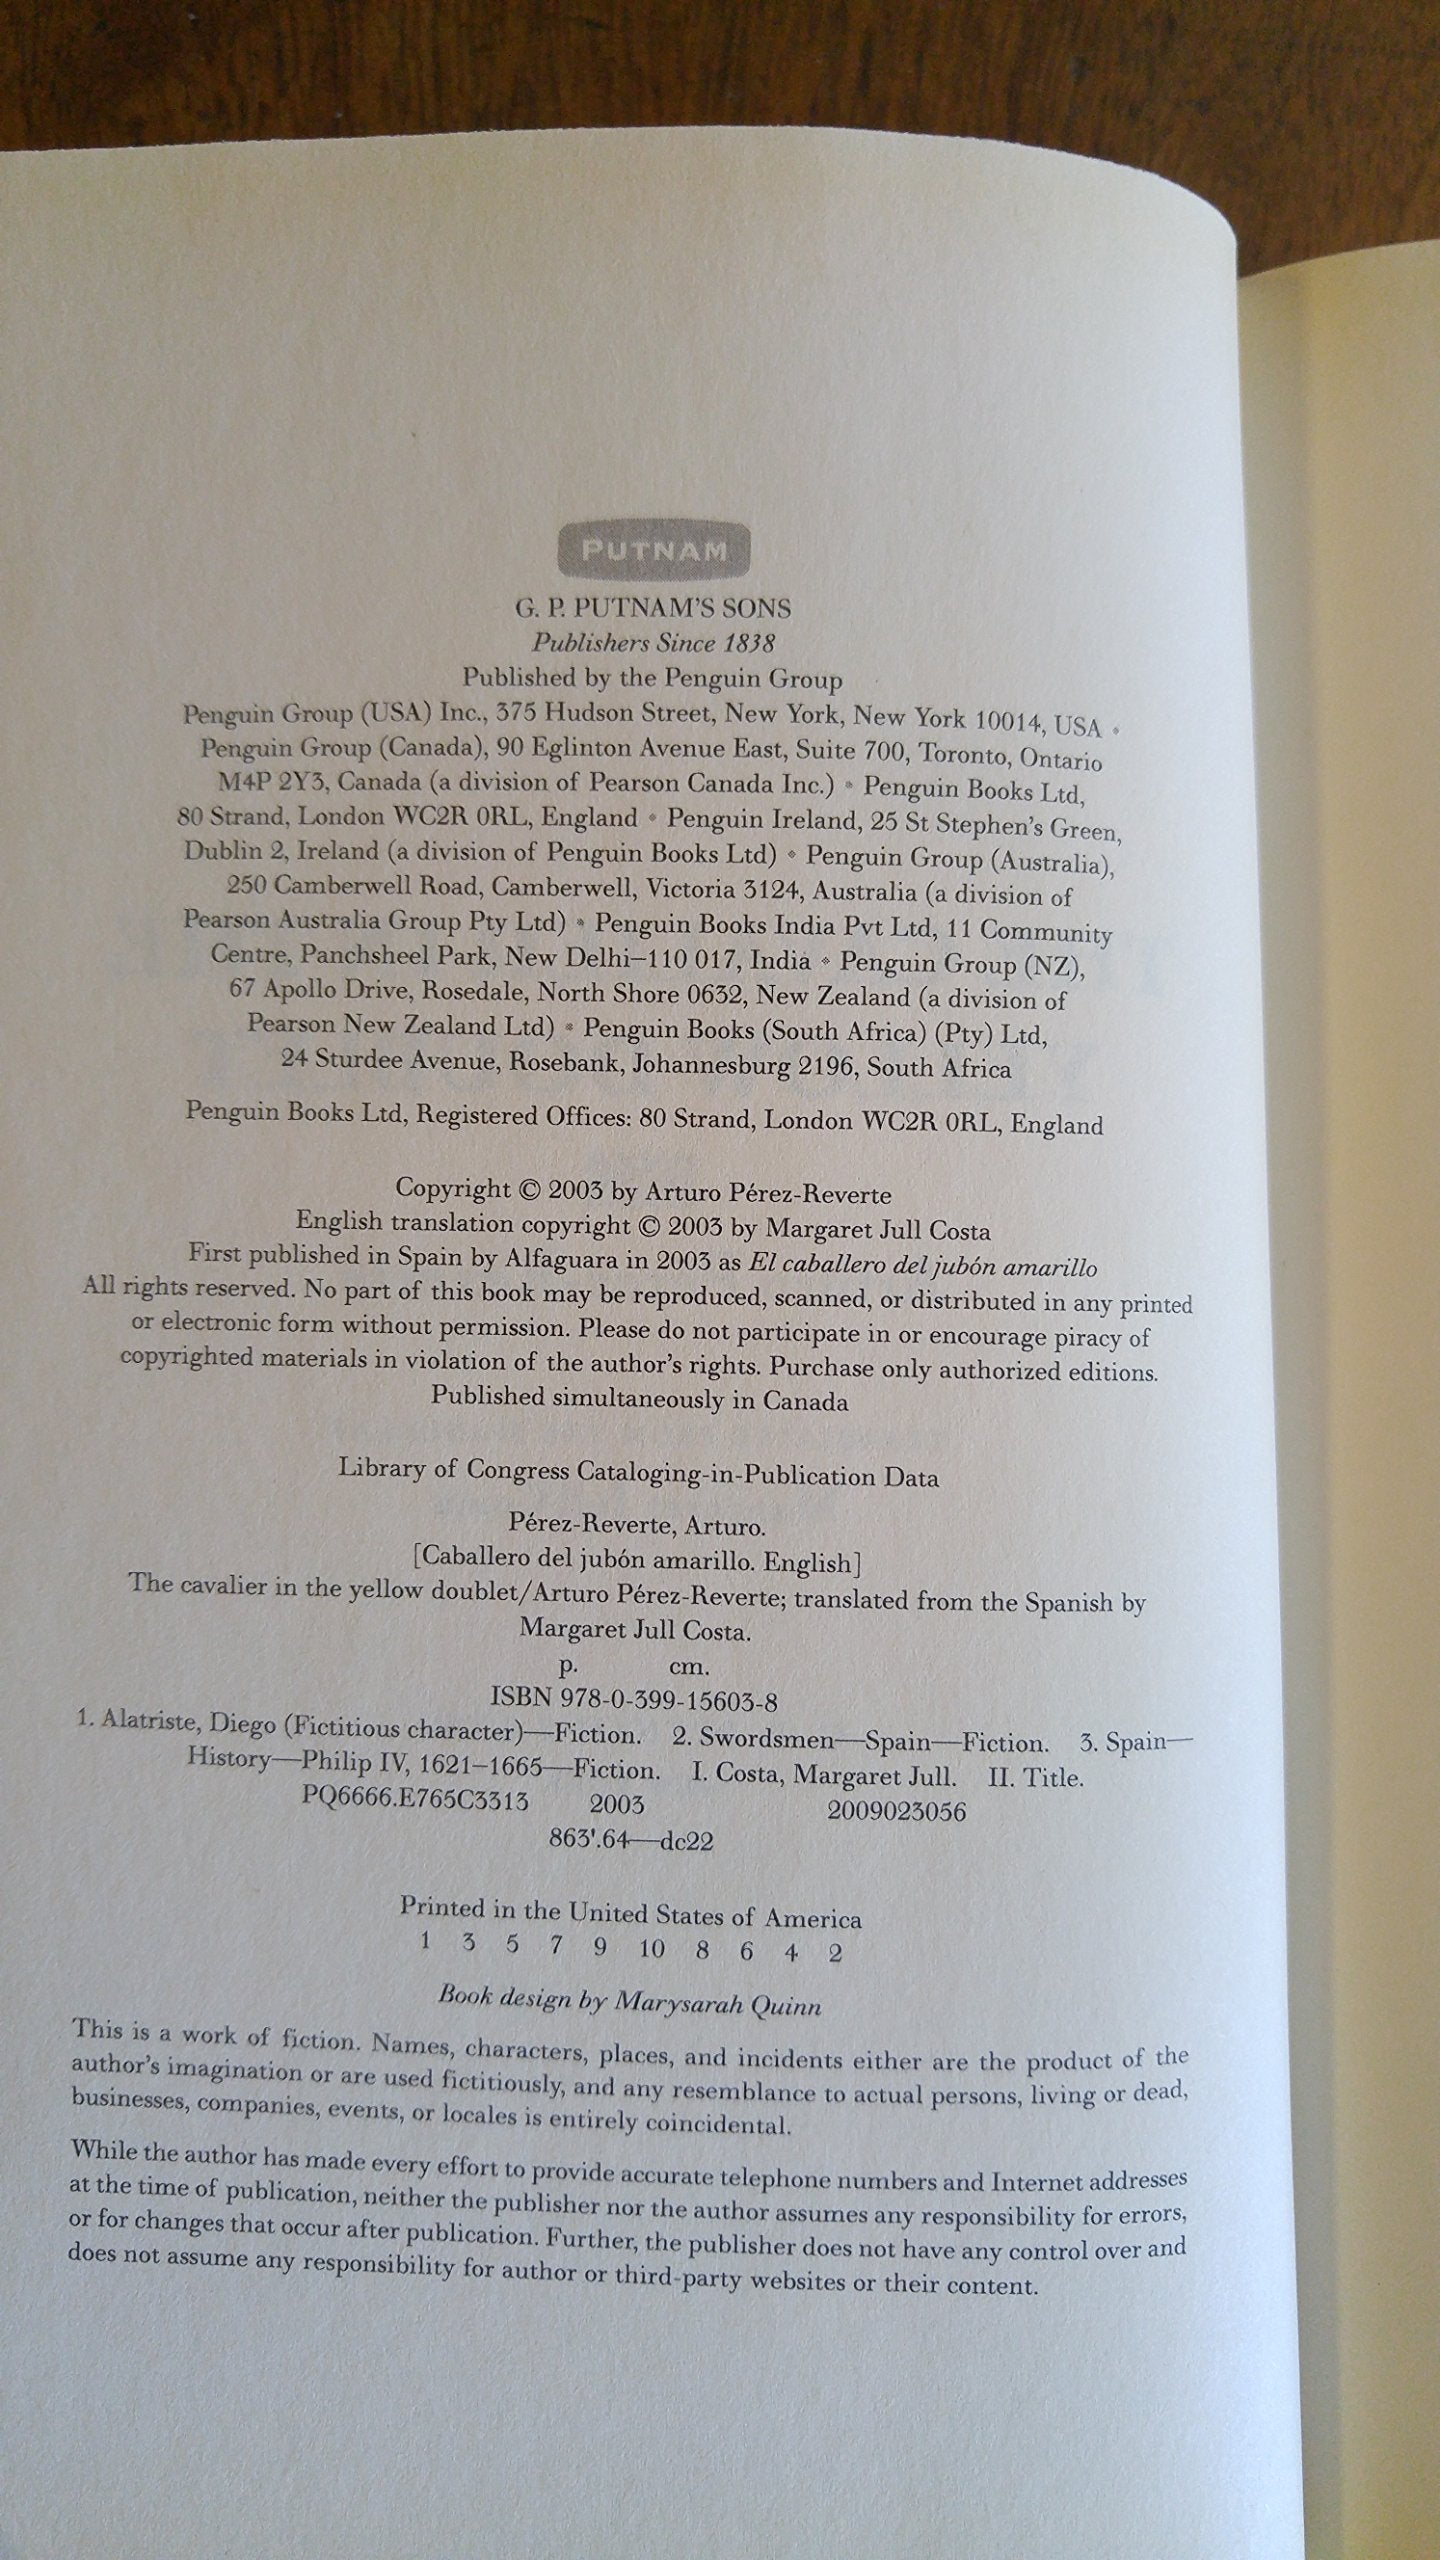 PUTNAM
G. P. PUTNAM'S SONS
Publishers Since 1838
Published by the Penguin Group
Penguin Group (USA) Inc., 375 Hudson Street, New York, New York 10014, USA •
Penguin Group (Canada), 90 Eglinton Avenue East, Suite 700, Toronto, Ontario
M4P 2Y3, Canada (a division of Pearson Canada Inc.) • Penguin Books Ltd,
80 Strand, London WC2R 0RL, England • Penguin Ireland, 25 St Stephen's Green,
Dublin 2, Ireland (a division of Penguin Books Ltd) • Penguin Group (Australia),
250 Camberwell Road, Camberwell, Victoria 3124, Australia (a division of
Pearson Australia Group Pty Ltd) • Penguin Books India Pvt Ltd, 11 Community
Centre, Panchsheel Park, New Delhi–110 017, India • Penguin Group (NZ),
67 Apollo Drive, Rosedale, North Shore 0632, New Zealand (a division of
Pearson New Zealand Ltd) • Penguin Books (South Africa) (Pty) Ltd,
24 Sturdee Avenue, Rosebank, Johannesburg 2196, South Africa
Penguin Books Ltd, Registered Offices: 80 Strand, London WC2R 0RL, England
Copyright © 2003 by Arturo Pérez-Reverte
English translation copyright © 2003 by Margaret Jull Costa
First published in Spain by Alfaguara in 2003 as El caballero del jubón amarillo
All rights reserved. No part of this book may be reproduced, scanned, or distributed in any printed
or electronic form without permission. Please do not participate in or encourage piracy of
copyrighted materials in violation of the author's rights. Purchase only authorized editions.
Published simultaneously in Canada
Library of Congress Cataloging-in-Publication Data
Pérez-Reverte, Arturo.
[Caballero del jubón amarillo. English]
The cavalier in the yellow doublet/Arturo Pérez-Reverte; translated from the Spanish by
Margaret Jull Costa.
p. cm.
ISBN 978-0-399-15603-8
1. Alatriste, Diego (Fictitious character)—Fiction. 2. Swordsmen—Spain—Fiction. 3. Spain—
History—Philip IV, 1621–1665—Fiction. I. Costa, Margaret Jull. II. Title.
PQ6666.E765C3313 2003 2009023056
863'.64—dc22
Printed in the United States of America
1 3 5 7 9 10 8 6 4 2
Book design by Marysarah Quinn
This is a work of fiction. Names, characters, places, and incidents either are the product of the
author's imagination or are used fictitiously, and any resemblance to actual persons, living or dead,
businesses, companies, events, or locales is entirely coincidental.
While the author has made every effort to provide accurate telephone numbers and Internet addresses
at the time of publication, neither the publisher nor the author assumes any responsibility for errors,
or for changes that occur after publication. Further, the publisher does not have any control over and
does not assume any responsibility for author or third-party websites or their content.